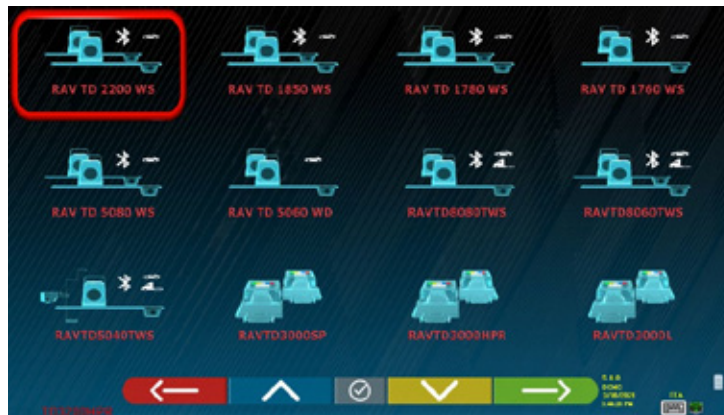 RAV TD 2200 WS
RAV TD 1850 WS
RAV TD 1780 WS
RAV TD 1760 WS
RAV TD 5080 WS
RAV TD 5060 WD
RAVTD8080TWS
RAVTD8060TWS
RAVTD5040TWS
RAVTD3000SP
RAVTD3000HPR
RAVTD3000L